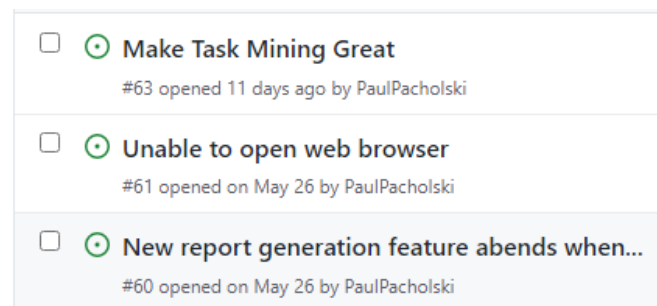 Make Task Mining Great
#63 opened 11 days ago by PaulPacholski
Unable to open web browser
#61 opened on May 26 by PaulPacholski
New report generation feature abends when...
#60 opened on May 26 by PaulPacholski